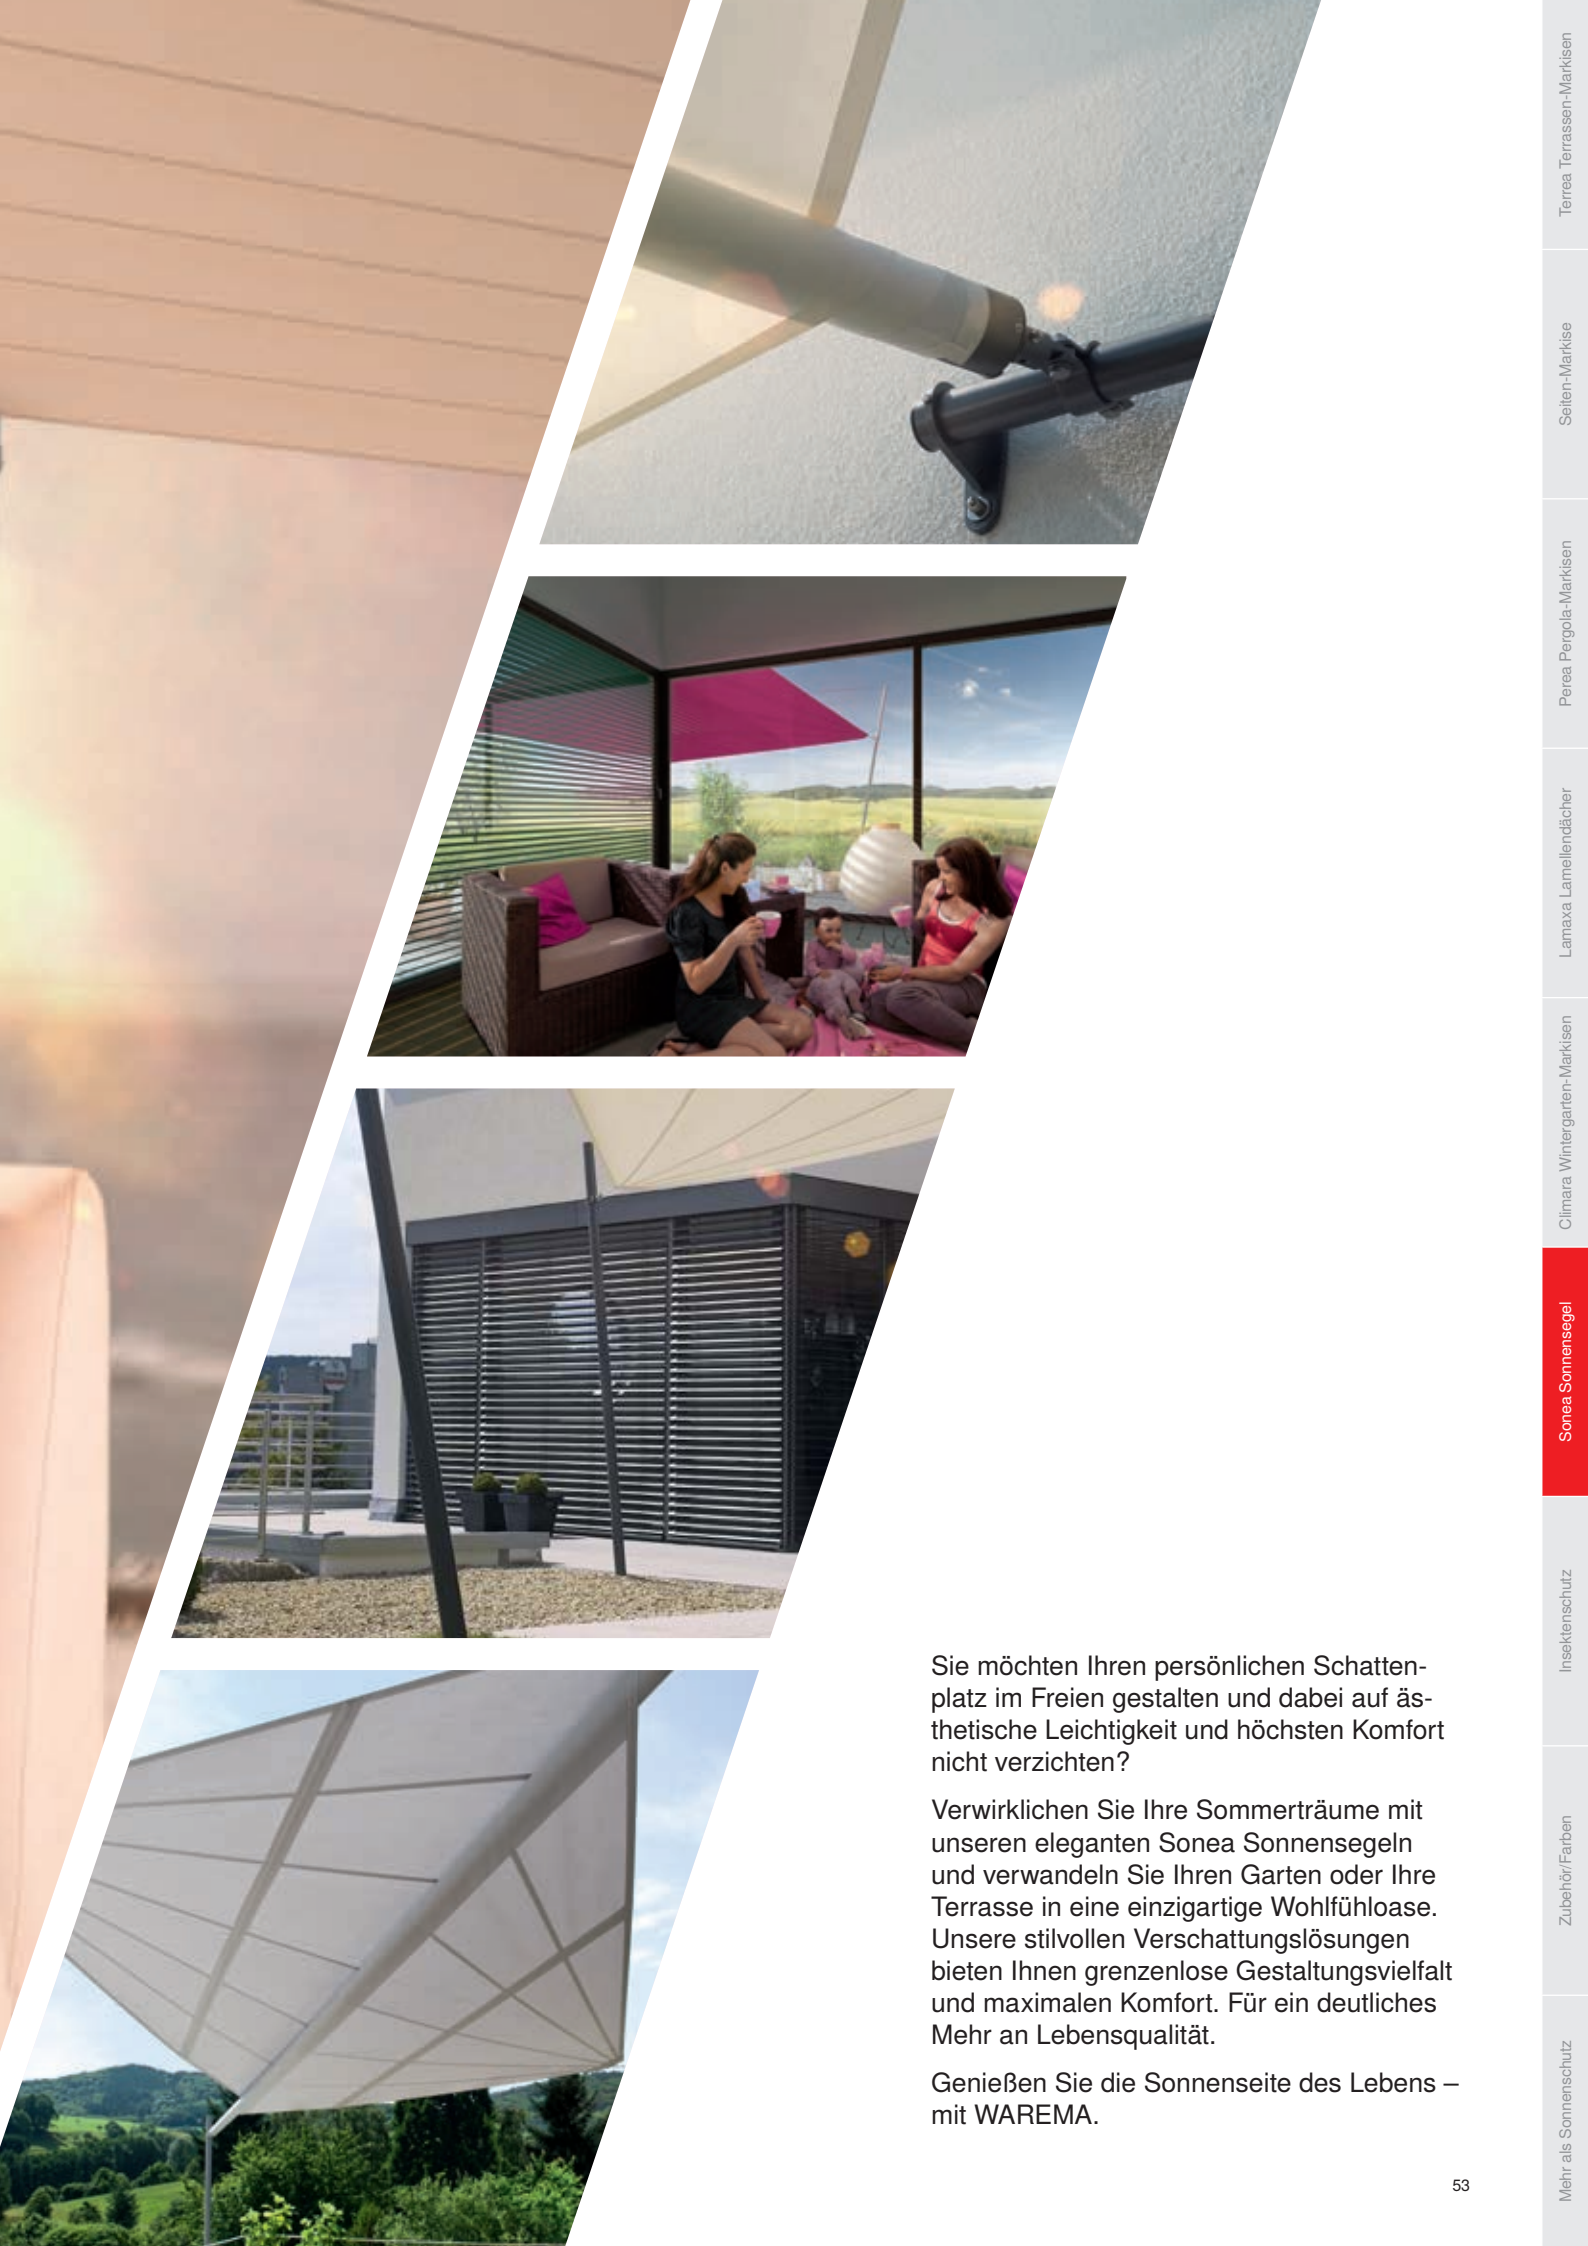 Sie möchten Ihren persönlichen Schatten-
platz im Freien gestalten und dabei auf äs-
thetische Leichtigkeit und höchsten Komfort
nicht verzichten?
Verwirklichen Sie Ihre Sommerträume mit
unseren eleganten Sonea Sonnensegeln
und verwandeln Sie Ihren Garten oder Ihre
Terrasse in eine einzigartige Wohlfühloase.
Unsere stilvollen Verschattungslösungen
bieten Ihnen grenzenlose Gestaltungsvielfalt
und maximalen Komfort. Für ein deutliches
Mehr an Lebensqualität.
Genießen Sie die Sonnenseite des Lebens –
mit WAREMA.
53
Terrea Terrassen-Markisen
Seiten-Markise
Perea Pergola-Markisen
Lamaxa Lamellendächer
Climara Wintergarten-Markisen
Sonea Sonnensegel
Insektenschutz
Zubehör/Farben
Mehr als Sonnenschutz